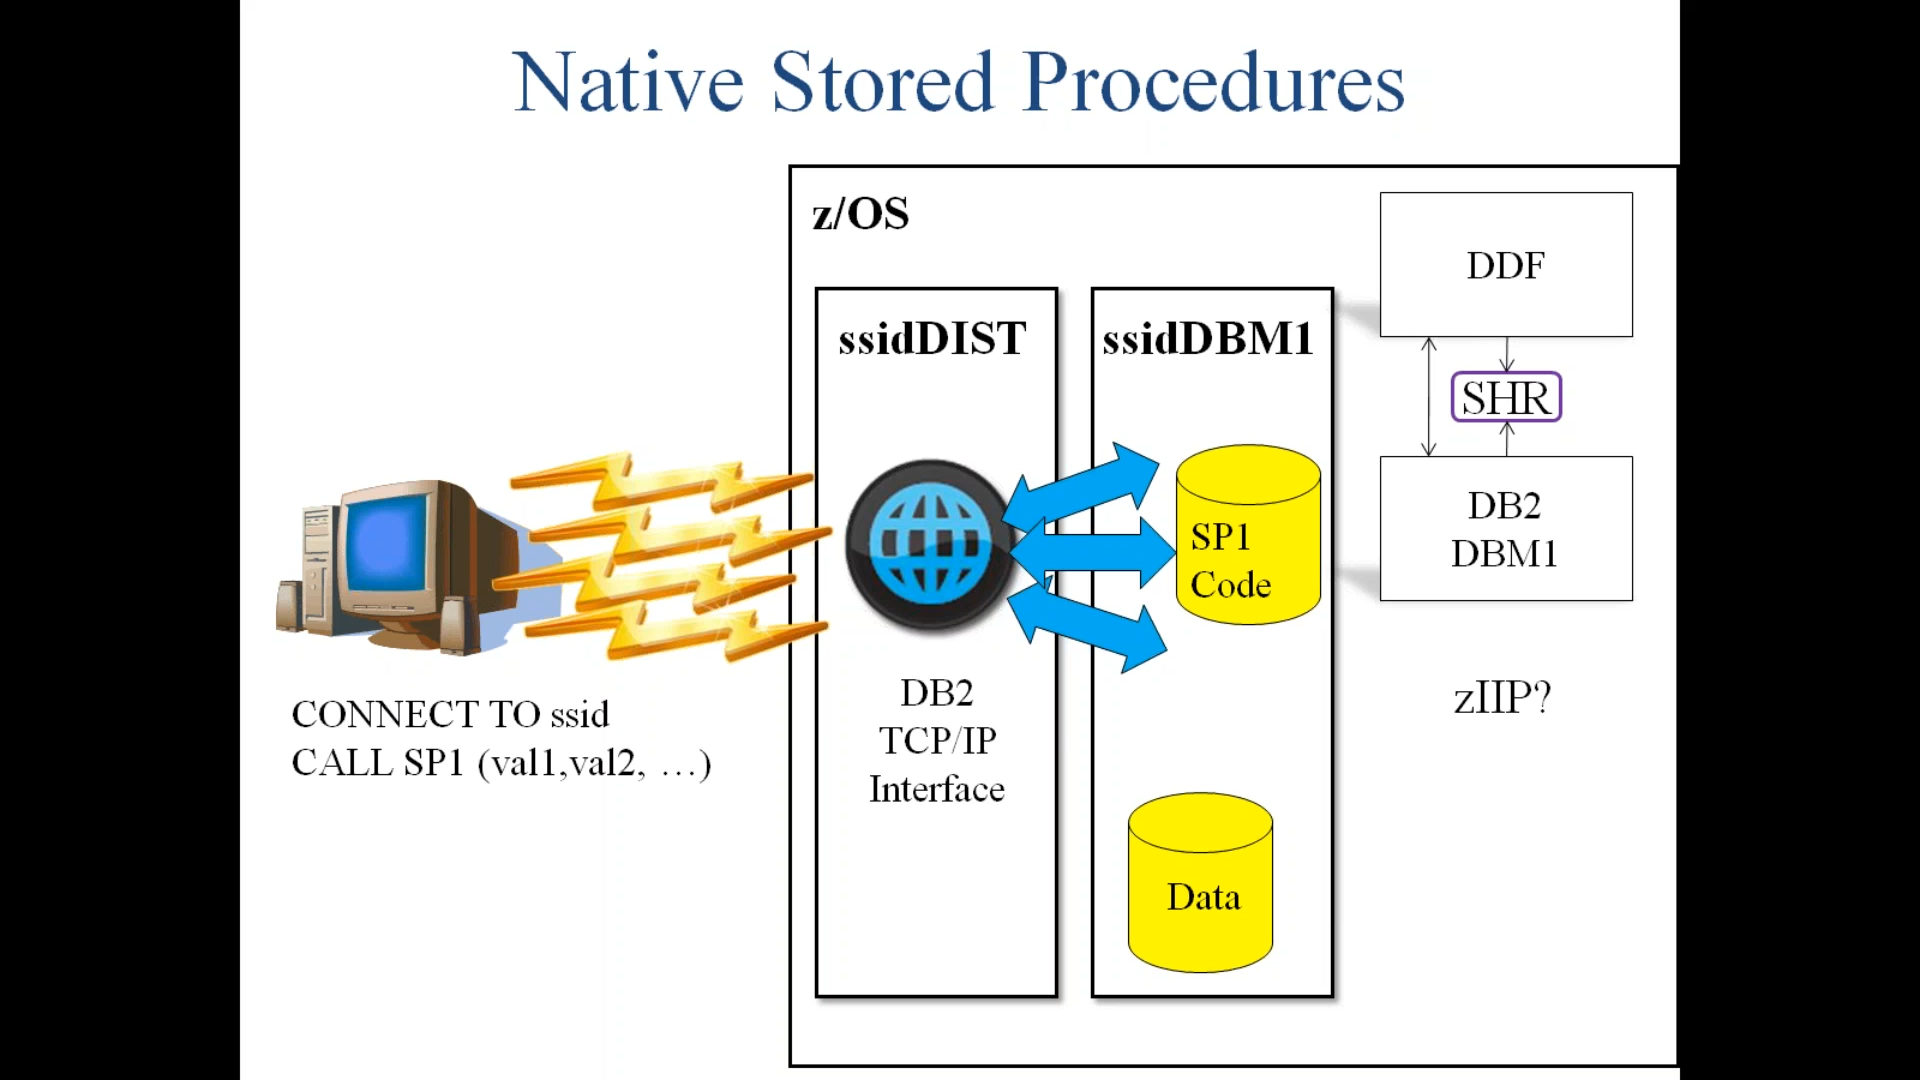 Native Stored Procedures
z/OS
DDF
ssidDIST
ssidDBM1
SHR
DB2
DBM1
SP1
Code
DB2
TCP/IP
Interface
zIIP?
CONNECT TO ssid
CALL SP1 (val1,val2, …)
Data